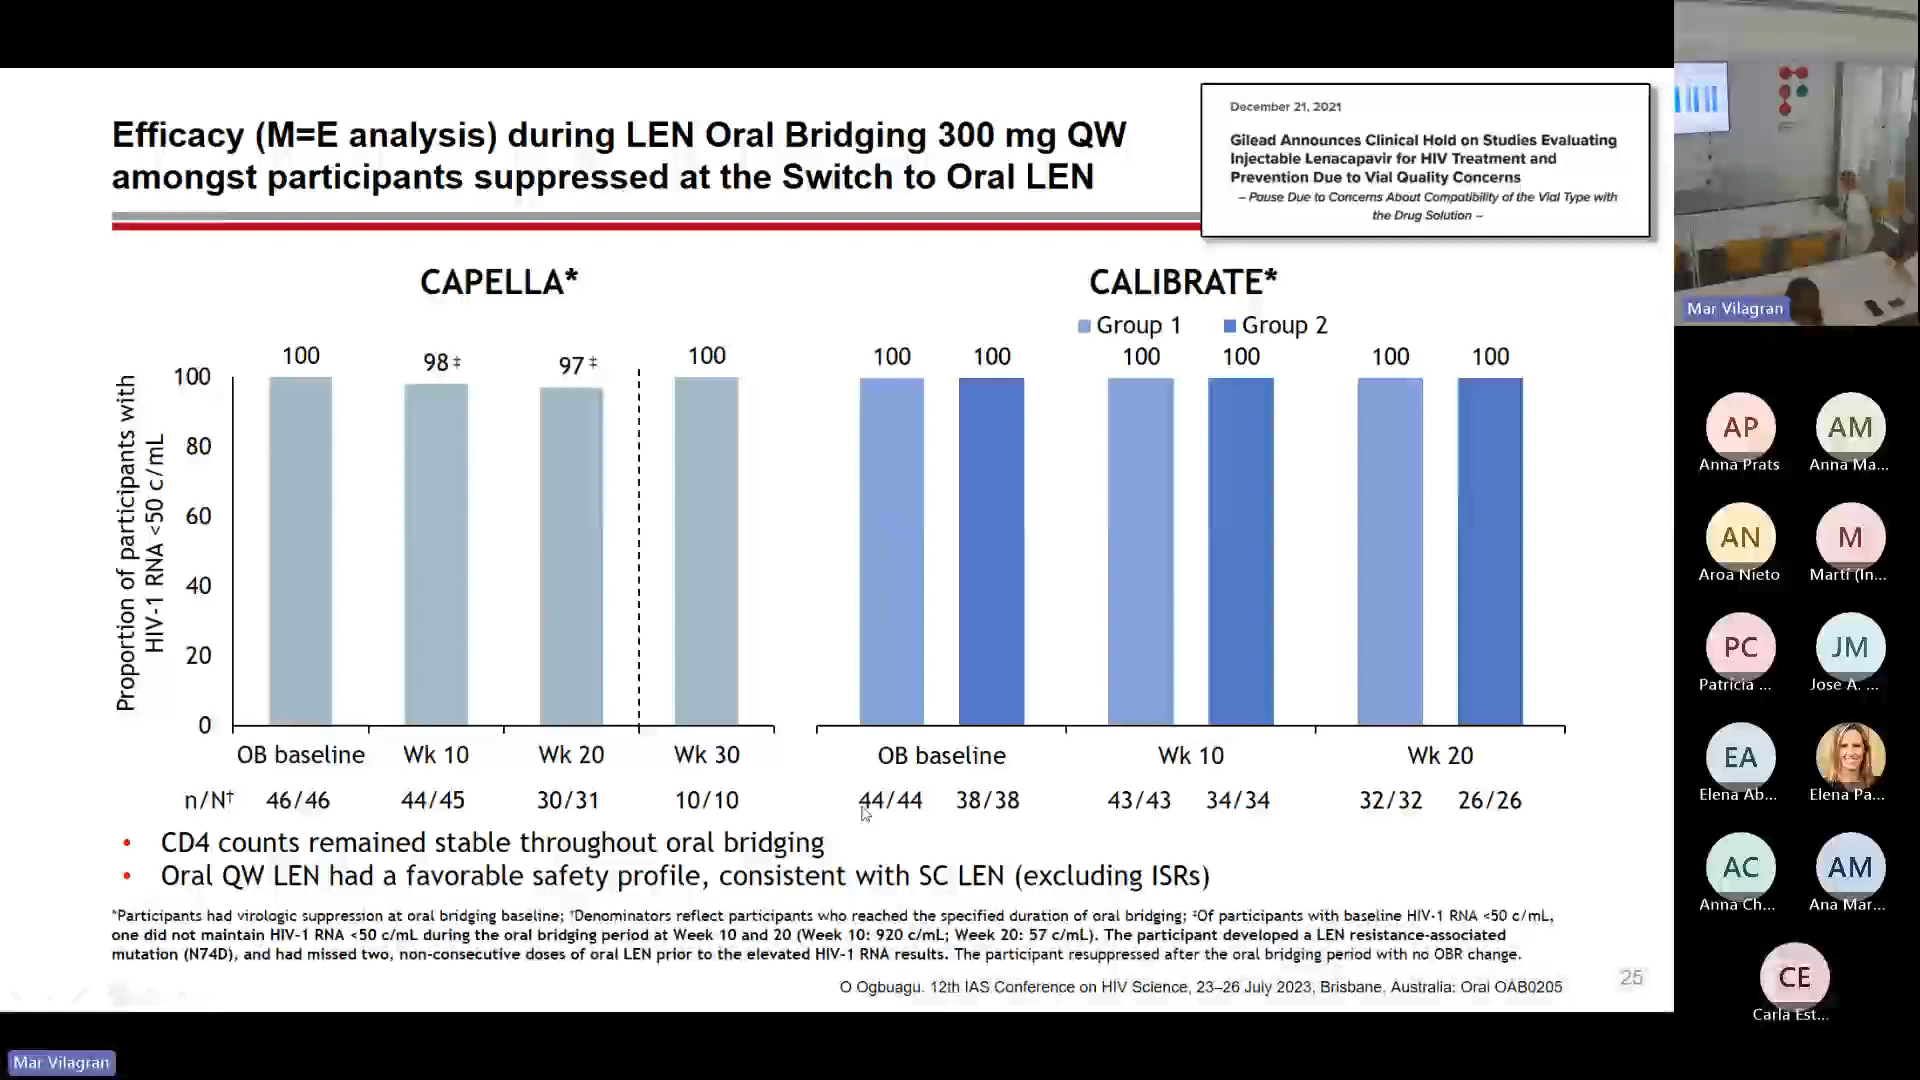 Efficacy (M=E analysis) during LEN Oral Bridging 300 mg QW
amongst participants suppressed at the Switch to Oral LEN
December 21, 2021
Gilead Announces Clinical Hold on Studies Evaluating
Injectable Lenacapavir for HIV Treatment and
Prevention Due to Vial Quality Concerns
– Pause Due to Concerns About Compatibility of the Vial Type with
the Drug Solution –
CAPELLA*
Proportion of participants with
HIV-1 RNA <50 c/mL
100
80
60
40
20
0
100 98‡ 97‡ 100
OB baseline Wk 10 Wk 20 Wk 30
n/N† 46/46 44/45 30/31 10/10
CALIBRATE*
Group 1 Group 2
100 100 100 100 100 100
OB baseline Wk 10 Wk 20
44/44 38/38 43/43 34/34 32/32 26/26
• CD4 counts remained stable throughout oral bridging
• Oral QW LEN had a favorable safety profile, consistent with SC LEN (excluding ISRs)
*Participants had virologic suppression at oral bridging baseline; †Denominators reflect participants who reached the specified duration of oral bridging; ‡Of participants with baseline HIV-1 RNA <50 c/mL,
one did not maintain HIV-1 RNA <50 c/mL during the oral bridging period at Week 10 and 20 (Week 10: 920 c/mL; Week 20: 57 c/mL). The participant developed a LEN resistance-associated
mutation (N74D), and had missed two, non-consecutive doses of oral LEN prior to the elevated HIV-1 RNA results. The participant resuppressed after the oral bridging period with no OBR change.
O Ogbuagu. 12th IAS Conference on HIV Science, 23–26 July 2023, Brisbane, Australia: Oral OAB0205
25
Mar Vilagran
AP AM
Anna Prats Anna Ma...
AN M
Aroa Nieto Martí (In...
PC JM
Patrícia ... Jose A. ...
EA
Elena Ab... Elena Pa...
AC AM
Anna Ch... Ana Mar...
CE
Carla Est...
Mar Vilagran